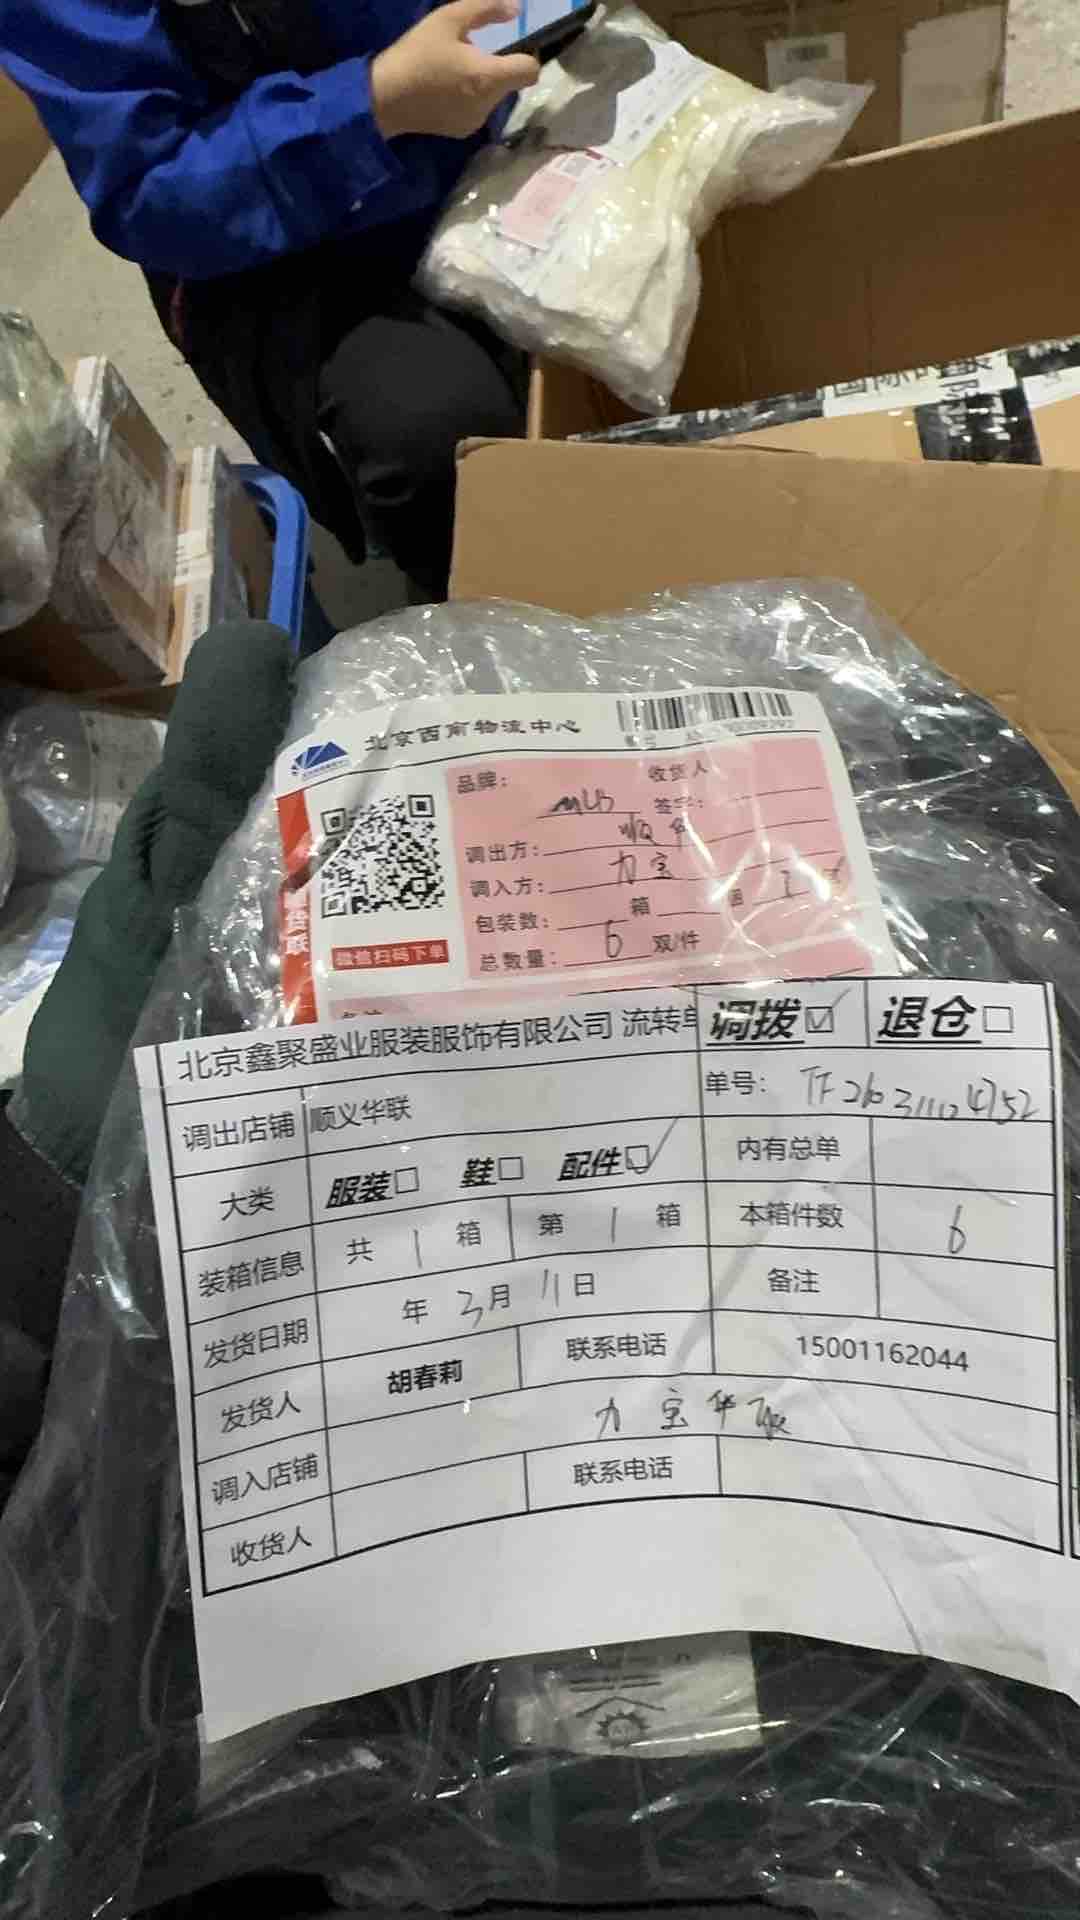 北京西南物流中心
品牌：MLB
收货人
签字：
调出方：顺华
调入方：力宝
包装数：箱
总数量：6 双/件
微信扫码下单
北京鑫聚盛业服装服饰有限公司 流转单
调拨☑ 退仓□
调出店铺 顺义华联
单号：
大类 服装□ 鞋□ 配件☑
内有总单
装箱信息 共 1 箱 第 1 箱
本箱件数 6
发货日期 年 3月 11日
备注
发货人 胡春莉 联系电话 15001162044
调入店铺 力宝华联
收货人 联系电话